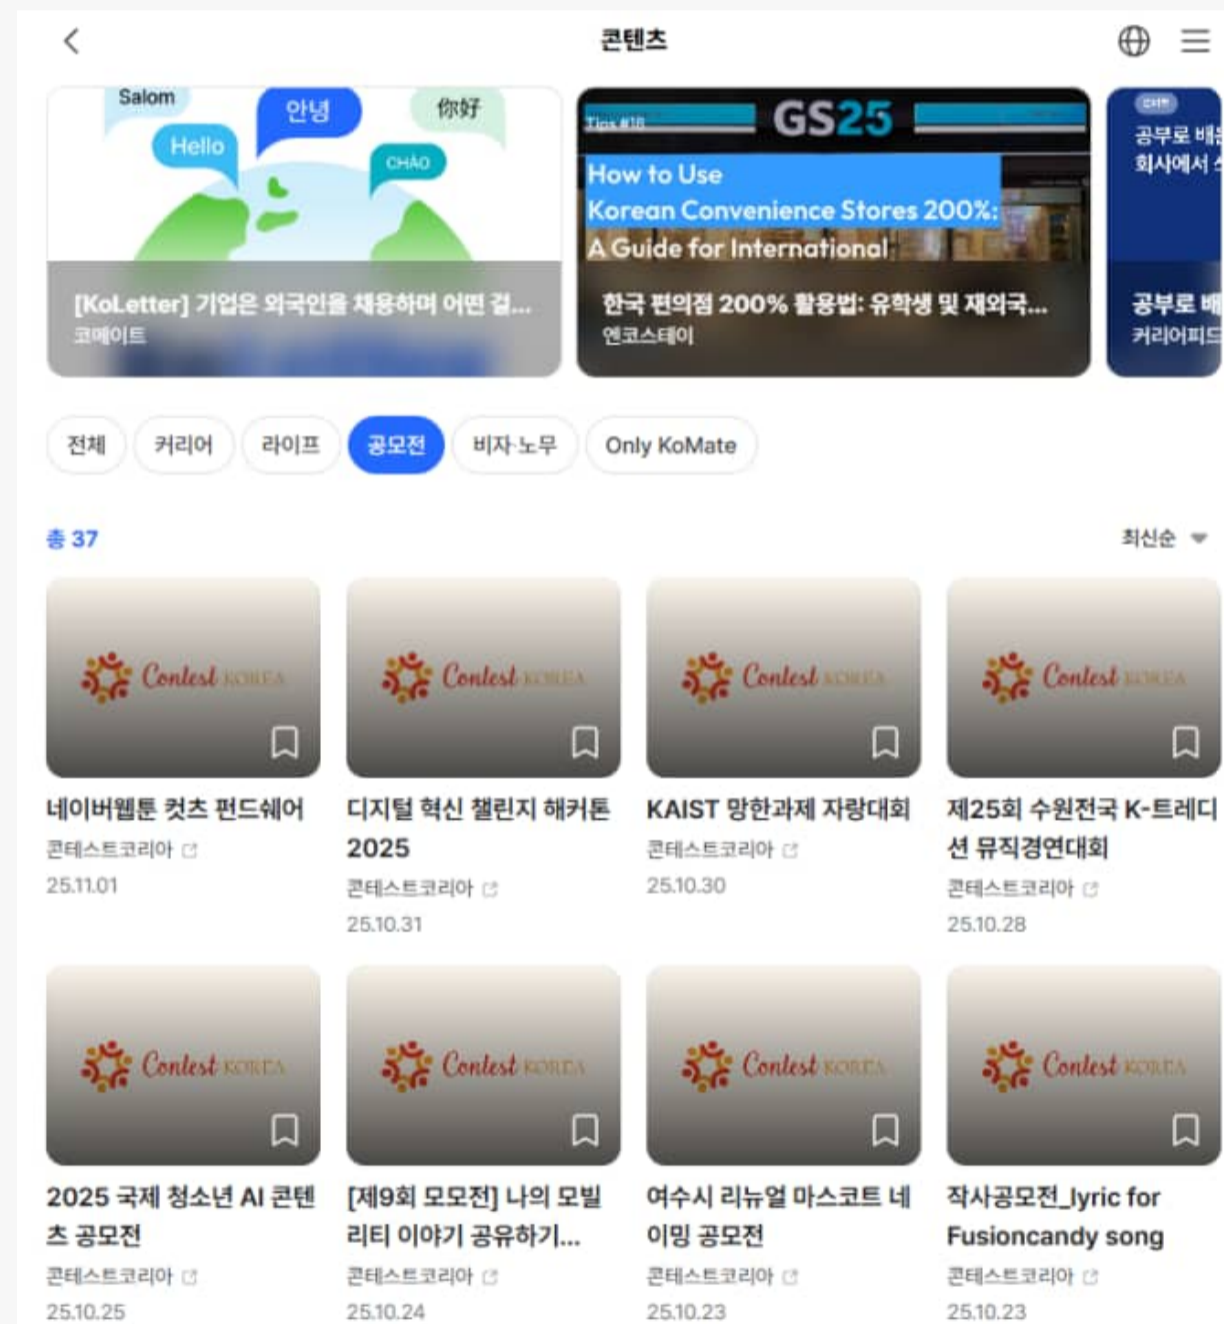 콘텐츠
Salom
안녕
你好
Hello
CHÀO
[KoLetter] 기업은 외국인을 채용하며 어떤 걸...
코메이트
Tips #18
GS25
How to Use
Korean Convenience Stores 200%:
A Guide for International
한국 편의점 200% 활용법: 유학생 및 재외국...
엔코스테이
공부로 배
회사에서
공부로 배
커리어피드
전체
커리어
라이프
공모전
비자·노무
Only KoMate
총 37
최신순
Contest KOREA
Contest KOREA
Contest KOREA
Contest KOREA
네이버웹툰 컷츠 펀드쉐어
콘테스트코리아
25.11.01
디지털 혁신 챌린지 해커톤
2025
콘테스트코리아
25.10.31
KAIST 망한과제 자랑대회
콘테스트코리아
25.10.30
제25회 수원전국 K-트레디
션 뮤직경연대회
콘테스트코리아
25.10.28
Contest KOREA
Contest KOREA
Contest KOREA
Contest KOREA
2025 국제 청소년 AI 콘텐
츠 공모전
콘테스트코리아
25.10.25
[제9회 모모전] 나의 모빌
리티 이야기 공유하기...
콘테스트코리아
25.10.24
여수시 리뉴얼 마스코트 네
이밍 공모전
콘테스트코리아
25.10.23
작사공모전_lyric for
Fusioncandy song
콘테스트코리아
25.10.23